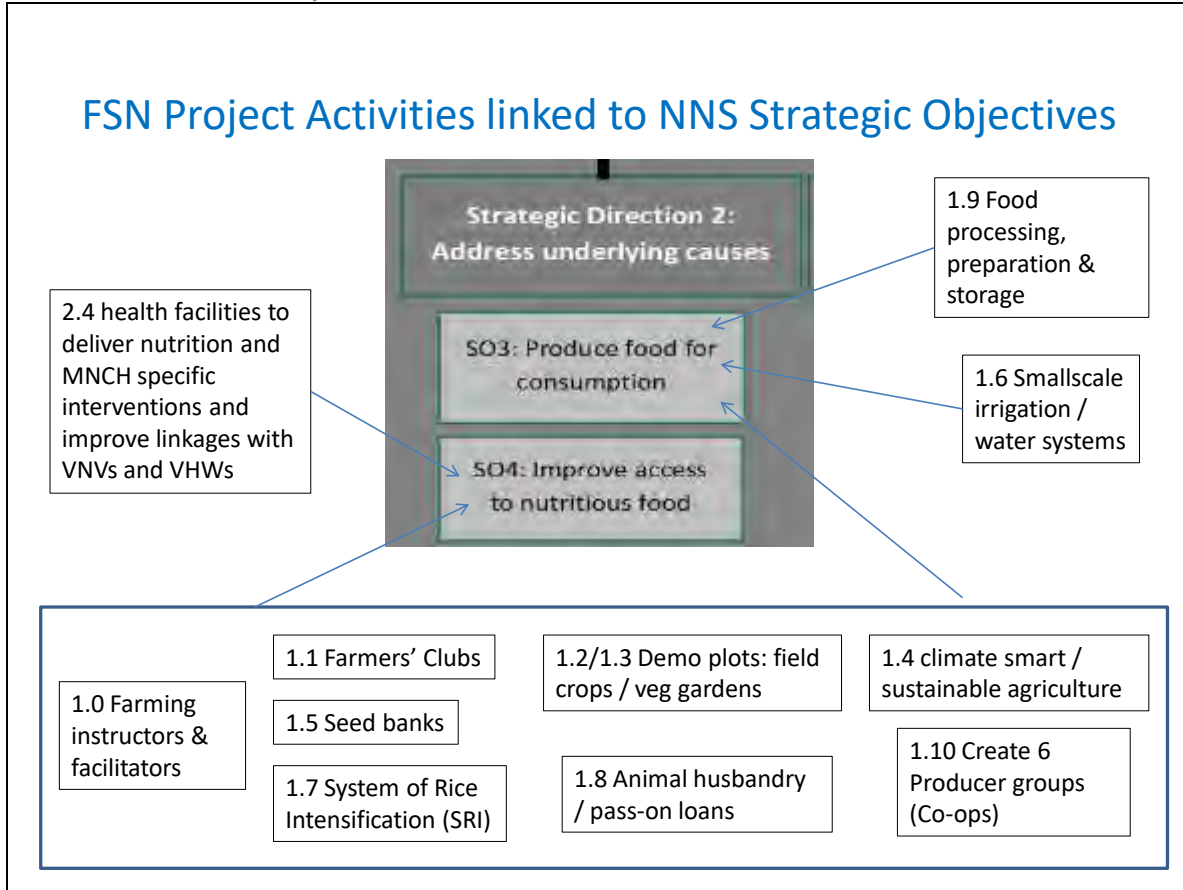 FSN Project Activities linked to NNS Strategic Objectives
Strategic Direction 2:
Address underlying causes
SO3: Produce food for
consumption
SO4: Improve access
to nutritious food
1.9 Food
processing,
preparation &
storage
2.4 health facilities to
deliver nutrition and
MNCH specific
interventions and
improve linkages with
VNVs and VHWs
1.6 Smallscale
irrigation /
water systems
1.0 Farming
instructors &
facilitators
1.1 Farmers' Clubs
1.5 Seed banks
1.7 System of Rice
Intensification (SRI)
1.2/1.3 Demo plots: field
crops / veg gardens
1.8 Animal husbandry
/ pass-on loans
1.4 climate smart /
sustainable agriculture
1.10 Create 6
Producer groups
(Co-ops)